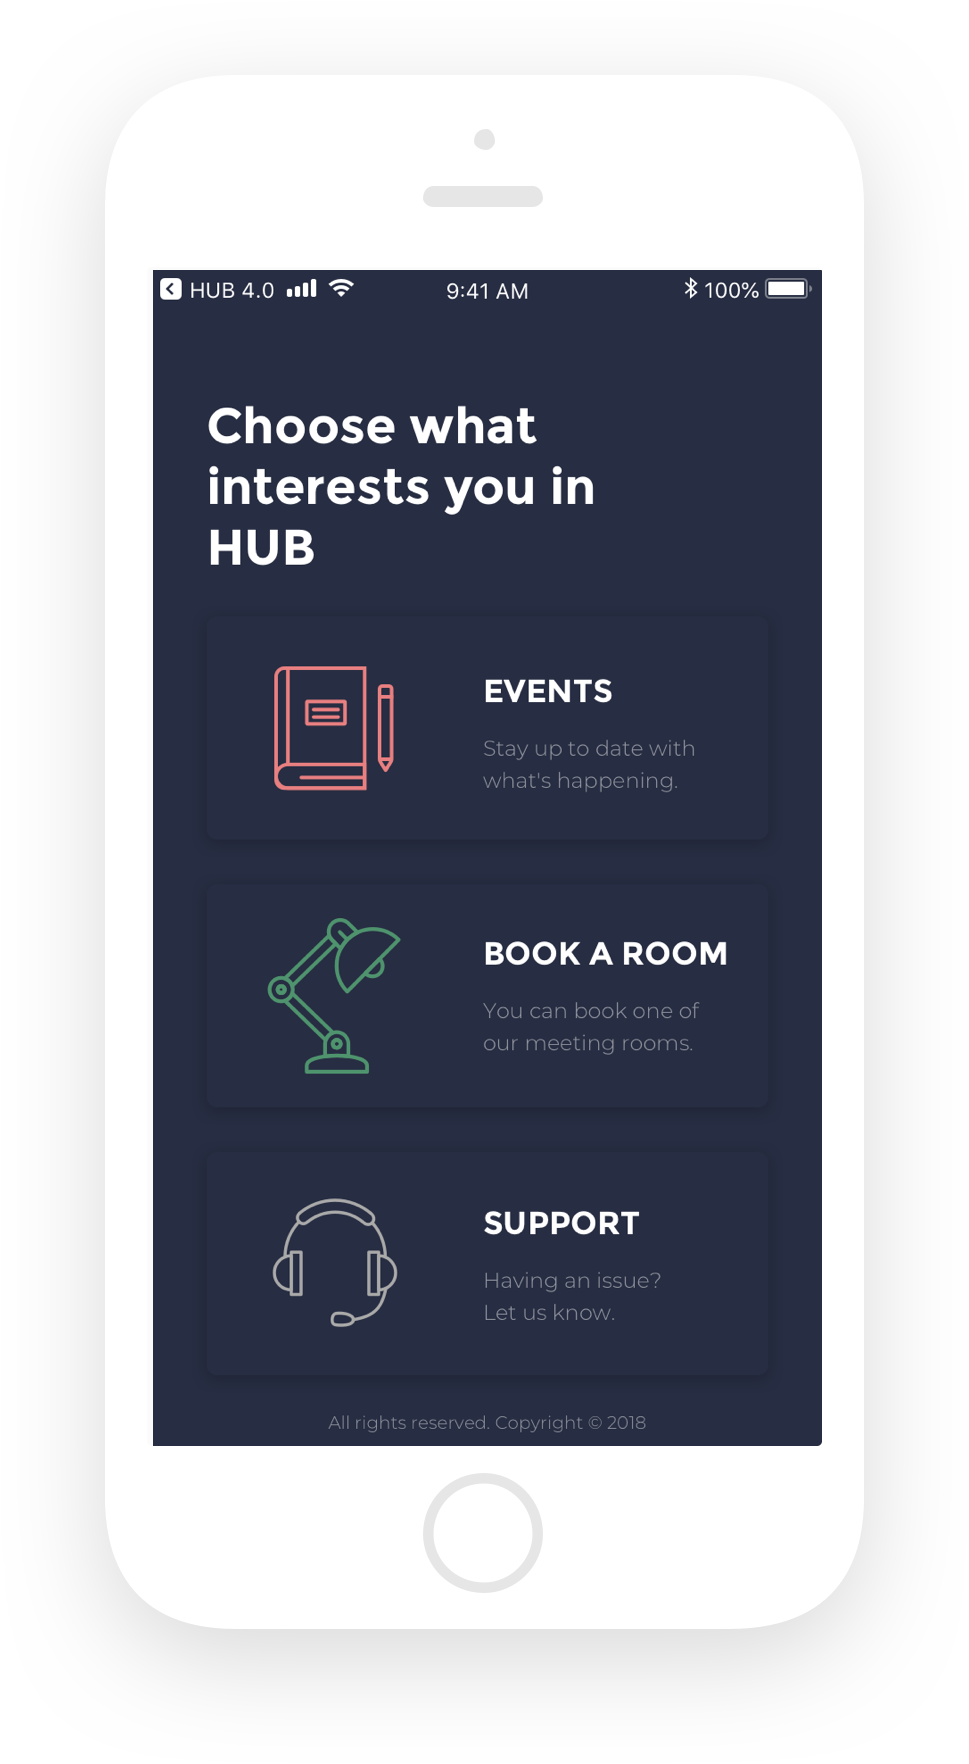 HUB 4.0 9:41 AM 100%
Choose what
interests you in
HUB
EVENTS
Stay up to date with
what's happening.
BOOK A ROOM
You can book one of
our meeting rooms.
SUPPORT
Having an issue?
Let us know.
All rights reserved. Copyright © 2018